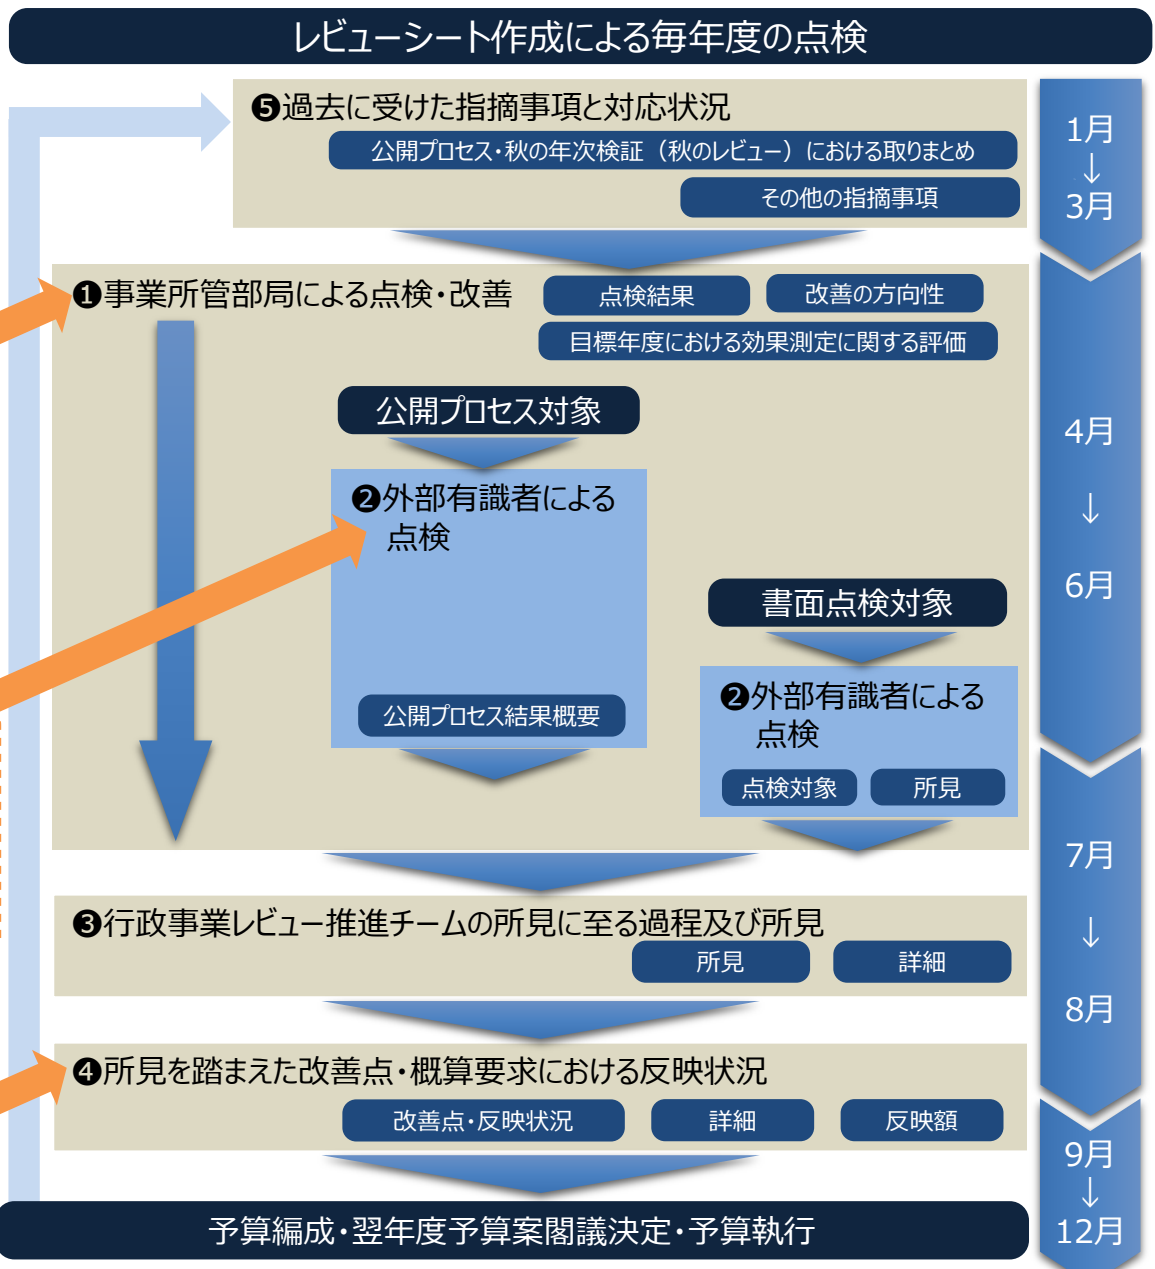 レビューシート作成による毎年度の点検
❺過去に受けた指摘事項と対応状況
公開プロセス・秋の年次検証（秋のレビュー）における取りまとめ
その他の指摘事項
1月
↓
3月
❶事業所管部局による点検・改善
点検結果
改善の方向性
目標年度における効果測定に関する評価
公開プロセス対象
❷外部有識者による
点検
公開プロセス結果概要
書面点検対象
❷外部有識者による
点検
点検対象
所見
4月
↓
6月
❸行政事業レビュー推進チームの所見に至る過程及び所見
所見
詳細
7月
↓
8月
❹所見を踏まえた改善点・概算要求における反映状況
改善点・反映状況
詳細
反映額
9月
↓
12月
予算編成・翌年度予算案閣議決定・予算執行